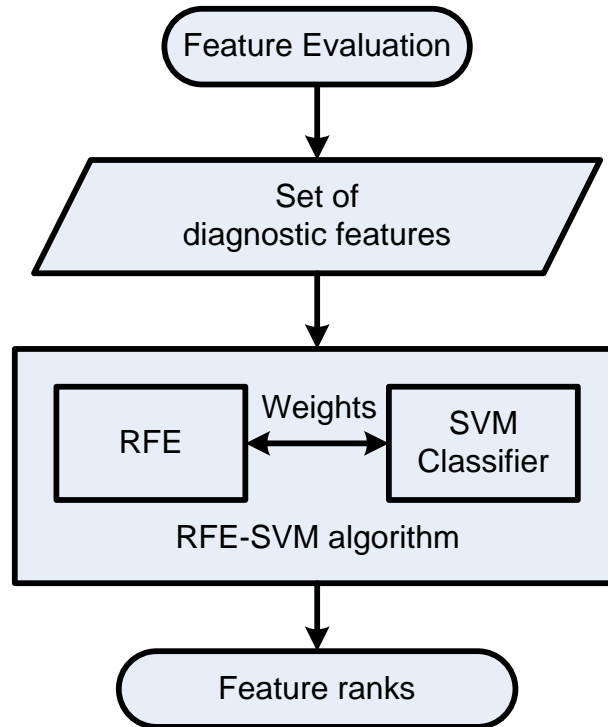 Feature Evaluation
Set of
diagnostic features
Weights
RFE
SVM
Classifier
RFE-SVM algorithm
Feature ranks